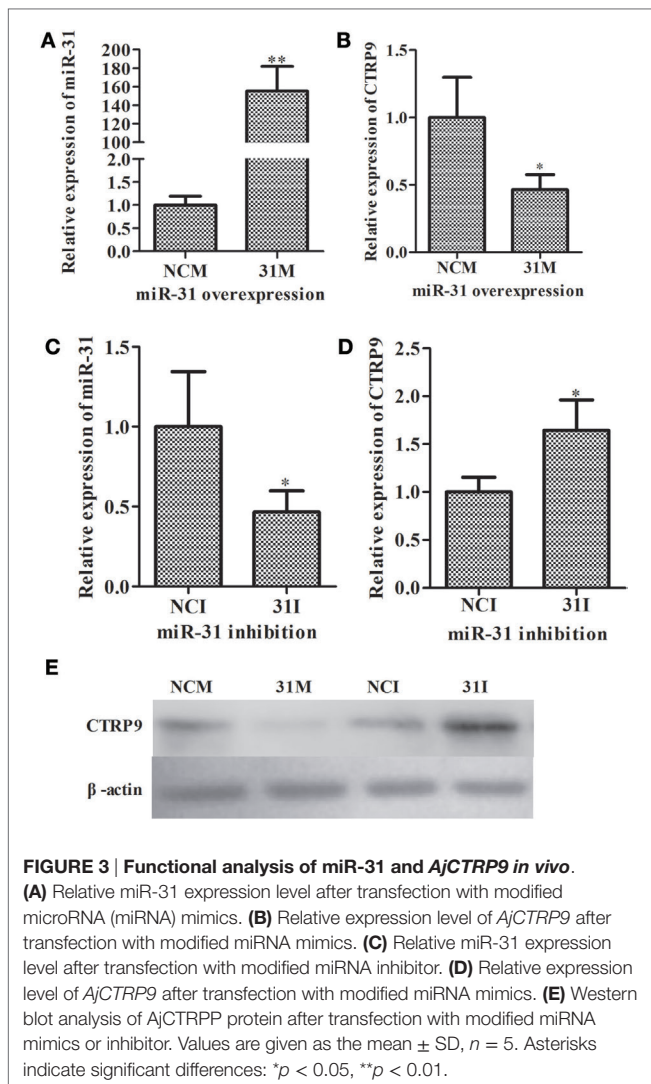 A
Relative expression of miR-31
200
180
160
140
120
100
2.0
1.5
1.0
0.5
0.0
**
NCM 31M
miR-31 overexpression
B
Relative expression of CTRP9
1.5
1.0
0.5
0.0
*
NCM 31M
miR-31 overexpression
C
Relative expression of miR-31
1.5
1.0
0.5
0.0
*
NCI 31I
miR-31 inhibition
D
Relative expression of CTRP9
2.5
2.0
1.5
1.0
0.5
0.0
*
NCI 31I
miR-31 inhibition
E
NCM 31M NCI 31I
CTRP9
β -actin
FIGURE 3 | Functional analysis of miR-31 and AjCTRP9 in vivo.
(A) Relative miR-31 expression level after transfection with modified
microRNA (miRNA) mimics. (B) Relative expression level of AjCTRP9 after
transfection with modified miRNA mimics. (C) Relative miR-31 expression
level after transfection with modified miRNA inhibitor. (D) Relative expression
level of AjCTRP9 after transfection with modified miRNA mimics. (E) Western
blot analysis of AjCTRPP protein after transfection with modified miRNA
mimics or inhibitor. Values are given as the mean ± SD, n = 5. Asterisks
indicate significant differences: *p < 0.05, **p < 0.01.